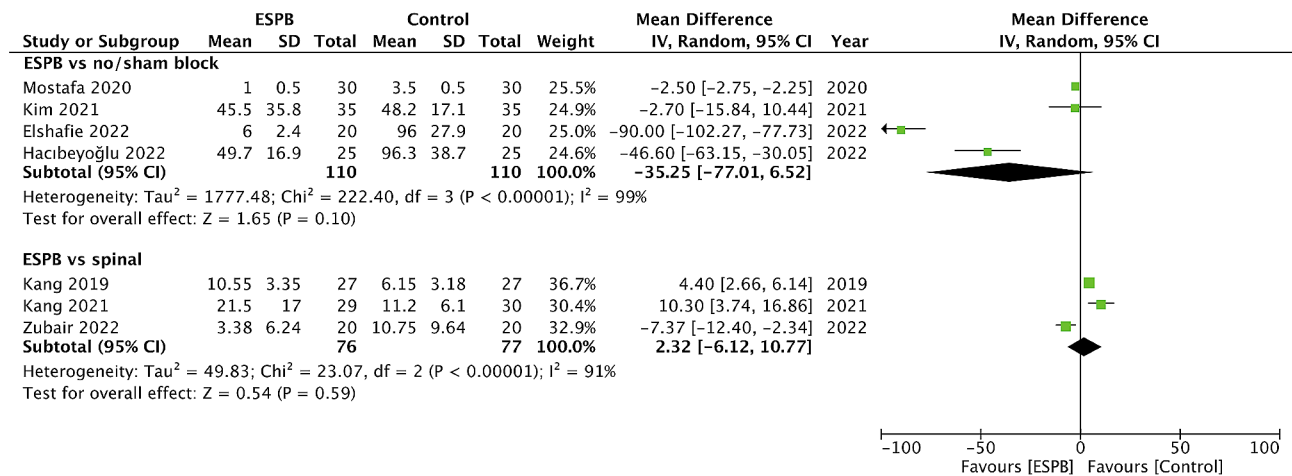 ESPB Control Mean Difference Mean Difference
Study or Subgroup Mean SD Total Mean SD Total Weight IV, Random, 95% CI Year IV, Random, 95% CI
ESPB vs no/sham block
Mostafa 2020 1 0.5 30 3.5 0.5 30 25.5% -2.50 [-2.75, -2.25] 2020
Kim 2021 45.5 35.8 35 48.2 17.1 35 24.9% -2.70 [-15.84, 10.44] 2021
Elshafie 2022 6 2.4 20 96 27.9 20 25.0% -90.00 [-102.27, -77.73] 2022
Hacıbeyoğlu 2022 49.7 16.9 25 96.3 38.7 25 24.6% -46.60 [-63.15, -30.05] 2022
Subtotal (95% CI) 110 110 100.0% -35.25 [-77.01, 6.52]
Heterogeneity: Tau² = 1777.48; Chi² = 222.40, df = 3 (P < 0.00001); I² = 99%
Test for overall effect: Z = 1.65 (P = 0.10)
ESPB vs spinal
Kang 2019 10.55 3.35 27 6.15 3.18 27 36.7% 4.40 [2.66, 6.14] 2019
Kang 2021 21.5 17 29 11.2 6.1 30 30.4% 10.30 [3.74, 16.86] 2021
Zubair 2022 3.38 6.24 20 10.75 9.64 20 32.9% -7.37 [-12.40, -2.34] 2022
Subtotal (95% CI) 76 77 100.0% 2.32 [-6.12, 10.77]
Heterogeneity: Tau² = 49.83; Chi² = 23.07, df = 2 (P < 0.00001); I² = 91%
Test for overall effect: Z = 0.54 (P = 0.59)
-100 -50 0 50 100
Favours [ESPB] Favours [Control]